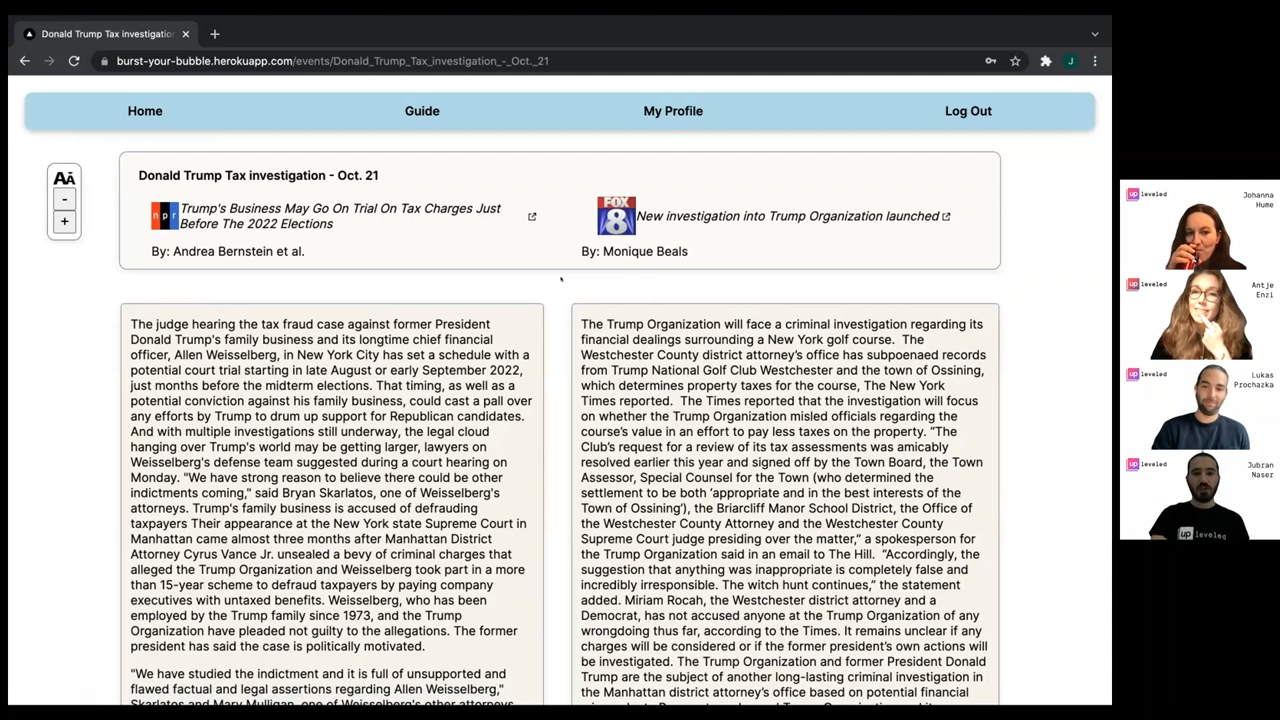 Donald Trump Tax investigatio
burst-your-bubble.herokuapp.com/events/Donald_Trump_Tax_investigation_-_Oct._21
J
Home Guide My Profile Log Out
AA
-
+
Donald Trump Tax investigation - Oct. 21
npr
Trump's Business May Go On Trial On Tax Charges Just
Before The 2022 Elections
By: Andrea Bernstein et al.
FOX
8
New investigation into Trump Organization launched
By: Monique Beals
The judge hearing the tax fraud case against former President
Donald Trump's family business and its longtime chief financial
officer, Allen Weisselberg, in New York City has set a schedule with a
potential court trial starting in late August or early September 2022,
just months before the midterm elections. That timing, as well as a
potential conviction against his family business, could cast a pall over
any efforts by Trump to drum up support for Republican candidates.
And with multiple investigations still underway, the legal cloud
hanging over Trump's world may be getting larger, lawyers on
Weisselberg's defense team suggested during a court hearing on
Monday. "We have strong reason to believe there could be other
indictments coming," said Bryan Skarlatos, one of Weisselberg's
attorneys. Trump's family business is accused of defrauding
taxpayers Their appearance at the New York state Supreme Court in
Manhattan came almost three months after Manhattan District
Attorney Cyrus Vance Jr. unsealed a bevy of criminal charges that
alleged the Trump Organization and Weisselberg took part in a more
than 15-year scheme to defraud taxpayers by paying company
executives with untaxed benefits. Weisselberg, who has been
employed by the Trump family since 1973, and the Trump
Organization have pleaded not guilty to the allegations. The former
president has said the case is politically motivated.
"We have studied the indictment and it is full of unsupported and
flawed factual and legal assertions regarding Allen Weisselberg,"
Skarlatos and Mary Mulligan, one of Weisselberg's other attorneys
The Trump Organization will face a criminal investigation regarding its
financial dealings surrounding a New York golf course. The
Westchester County district attorney's office has subpoenaed records
from Trump National Golf Club Westchester and the town of Ossining,
which determines property taxes for the course, The New York
Times reported. The Times reported that the investigation will focus
on whether the Trump Organization misled officials regarding the
course's value in an effort to pay less taxes on the property. “The
Club's request for a review of its tax assessments was amicably
resolved earlier this year and signed off by the Town Board, the Town
Assessor, Special Counsel for the Town (who determined the
settlement to be both ‘appropriate and in the best interests of the
Town of Ossining’), the Briarcliff Manor School District, the Office of
the Westchester County Attorney and the Westchester County
Supreme Court judge presiding over the matter,” a spokesperson for
the Trump Organization said in an email to The Hill. “Accordingly, the
suggestion that anything was inappropriate is completely false and
incredibly irresponsible. The witch hunt continues,” the statement
added. Miriam Rocah, the Westchester district attorney and a
Democrat, has not accused anyone at the Trump Organization of any
wrongdoing thus far, according to the Times. It remains unclear if any
charges will be considered or if the former president's own actions will
be investigated. The Trump Organization and former President Donald
Trump are the subject of another long-lasting criminal investigation in
the Manhattan district attorney's office based on potential financial
up leveled
Johanna
Hume
up leveled
Antje
Enzi
up leveled
Lukas
Prochazka
up leveled
Jubran
Naser
up leveled